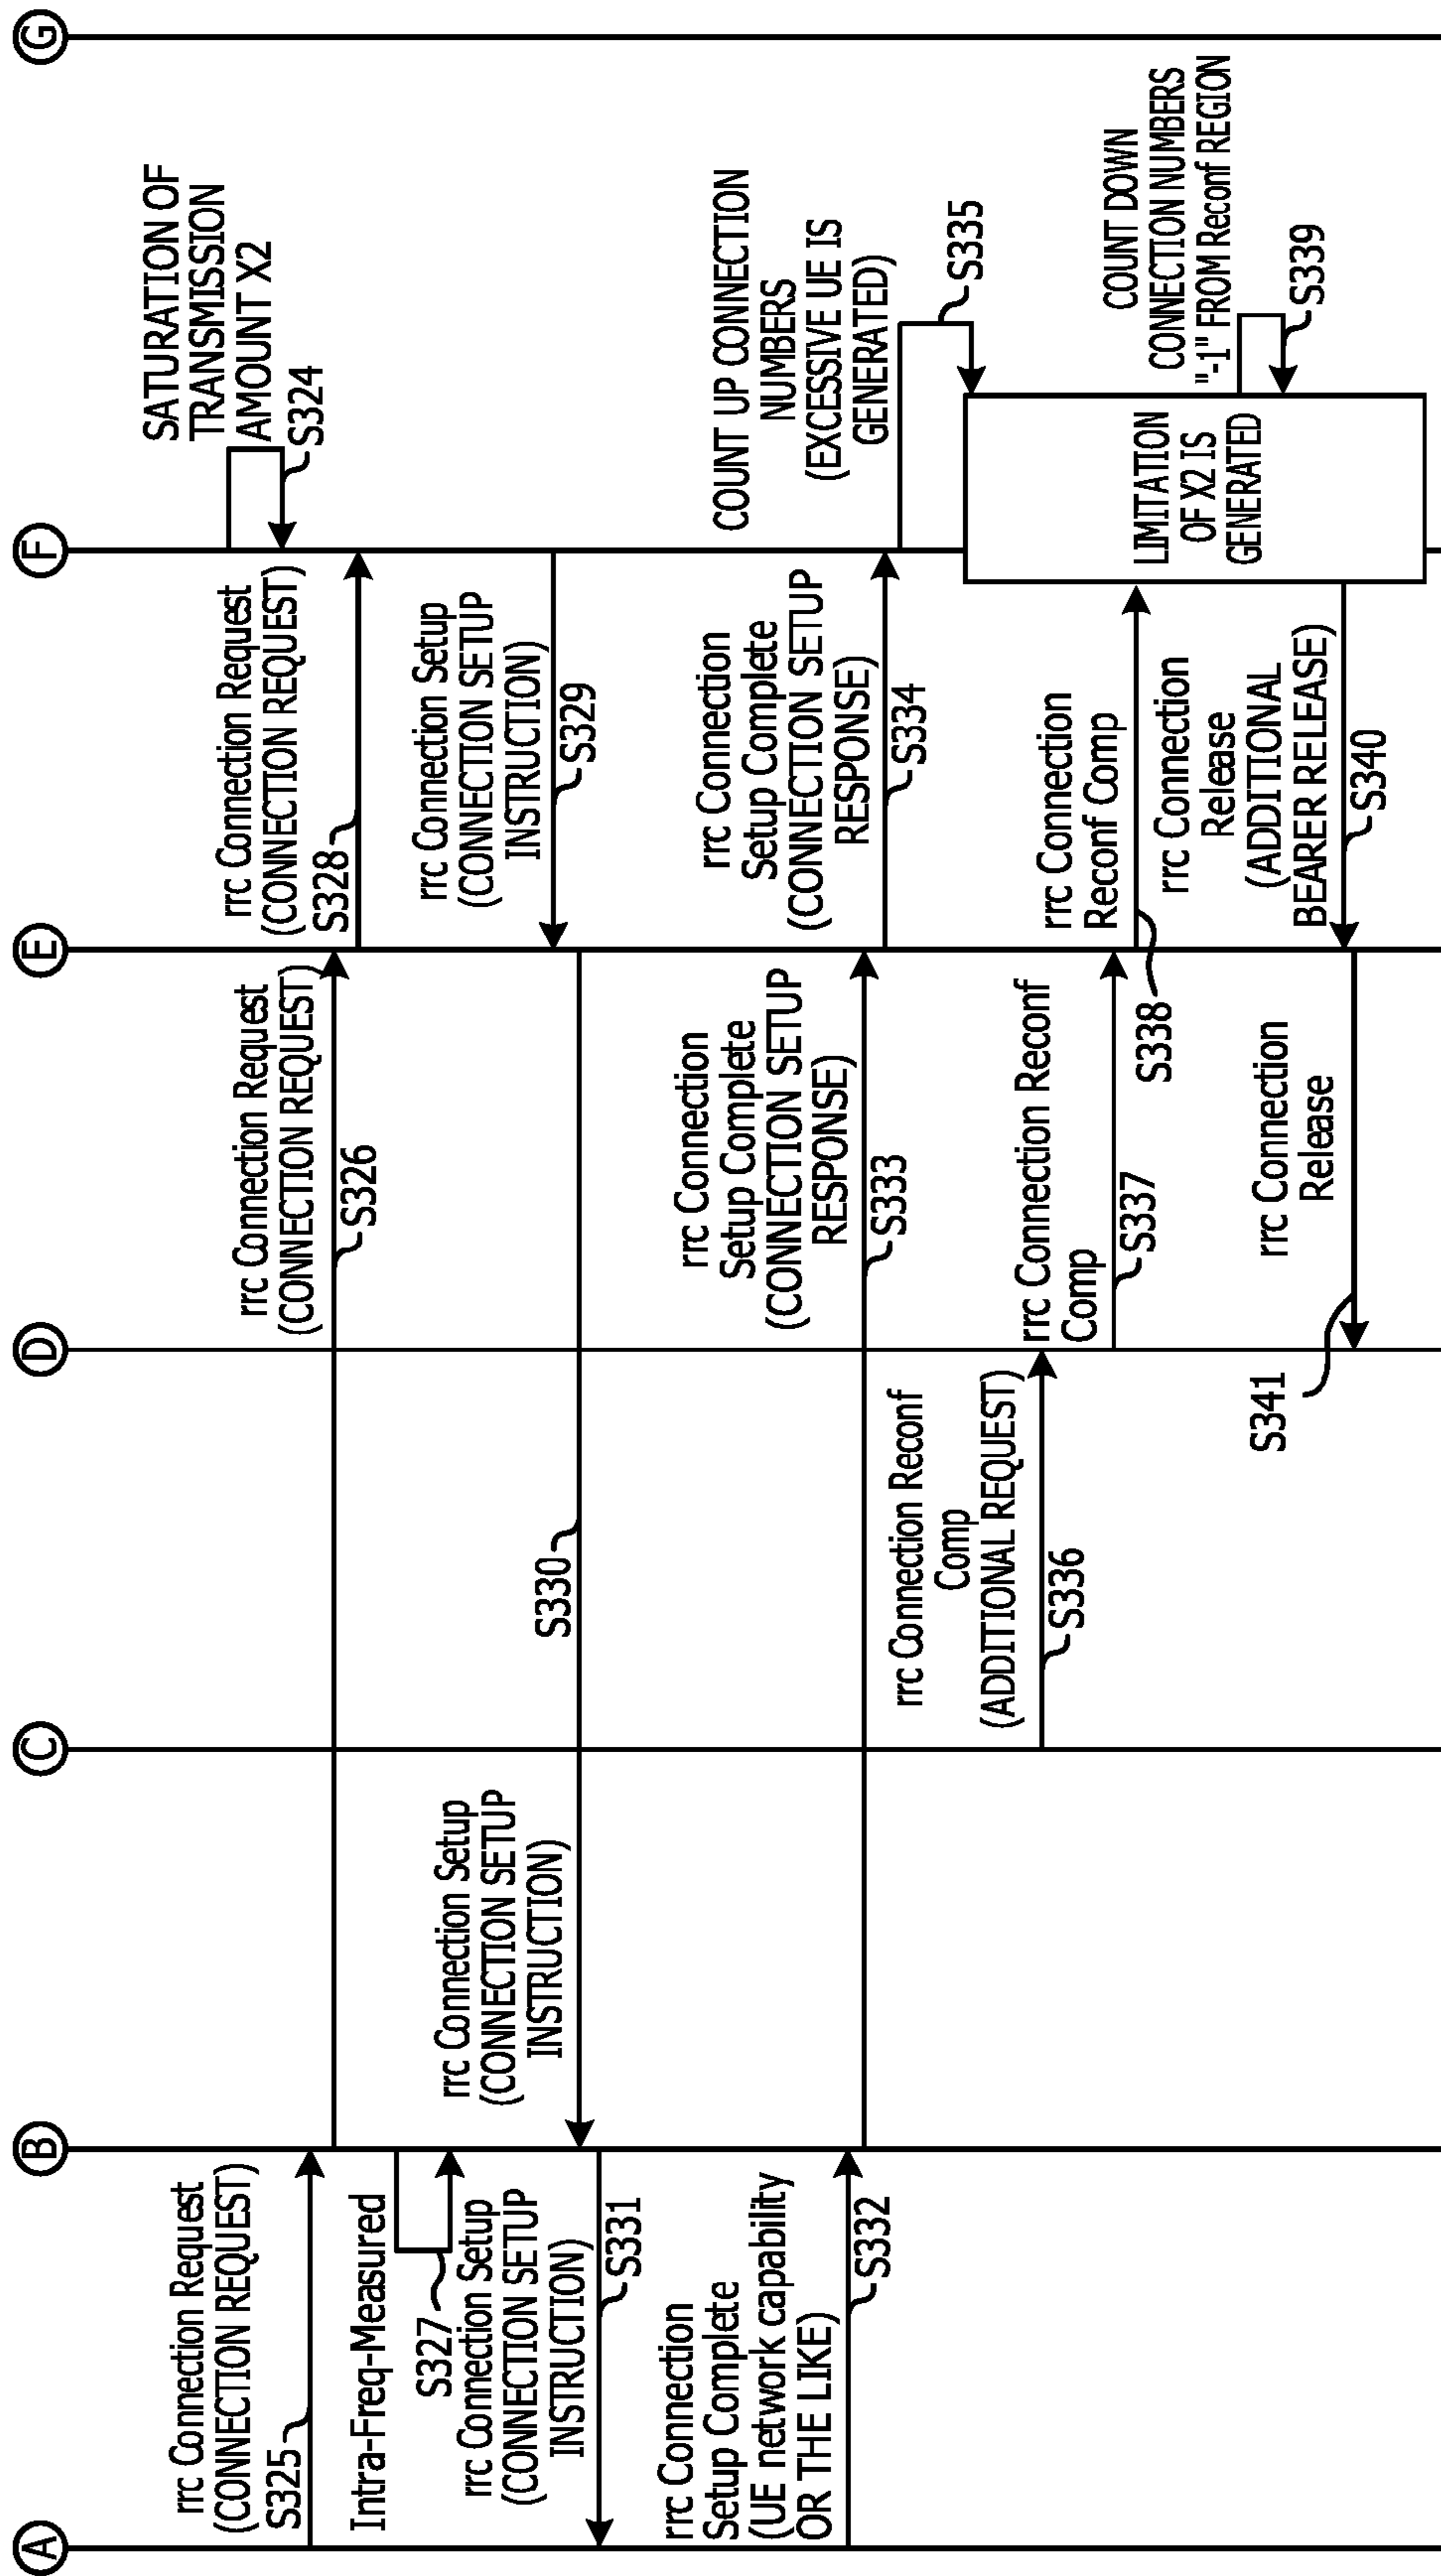 A
B
C
D
E
F
G
SATURATION OF
TRANSMISSION
AMOUNT X2
S324
rrc Connection Request
(CONNECTION REQUEST)
S325
rrc Connection Request
(CONNECTION REQUEST)
S326
Intra-Freq-Measured
S327
rrc Connection Request
(CONNECTION REQUEST)
S328
rrc Connection Setup
(CONNECTION SETUP
INSTRUCTION)
S329
rrc Connection Setup
(CONNECTION SETUP
INSTRUCTION)
S330
rrc Connection Setup
(CONNECTION SETUP
INSTRUCTION)
S331
rrc Connection
Setup Complete
(UE network capability
OR THE LIKE)
S332
rrc Connection
Setup Complete
(CONNECTION SETUP
RESPONSE)
S333
rrc Connection
Setup Complete
(CONNECTION SETUP
RESPONSE)
S334
COUNT UP CONNECTION
NUMBERS
(EXCESSIVE UE IS
GENERATED)
S335
rrc Connection Reconf
Comp
(ADDITIONAL REQUEST)
S336
rrc Connection Reconf
Comp
S337
rrc Connection
Reconf Comp
S338
LIMITATION
OF X2 IS
GENERATED
COUNT DOWN
CONNECTION NUMBERS
"-1" FROM Reconf REGION
S339
rrc Connection
Release
(ADDITIONAL
BEARER RELEASE)
S340
rrc Connection
Release
S341